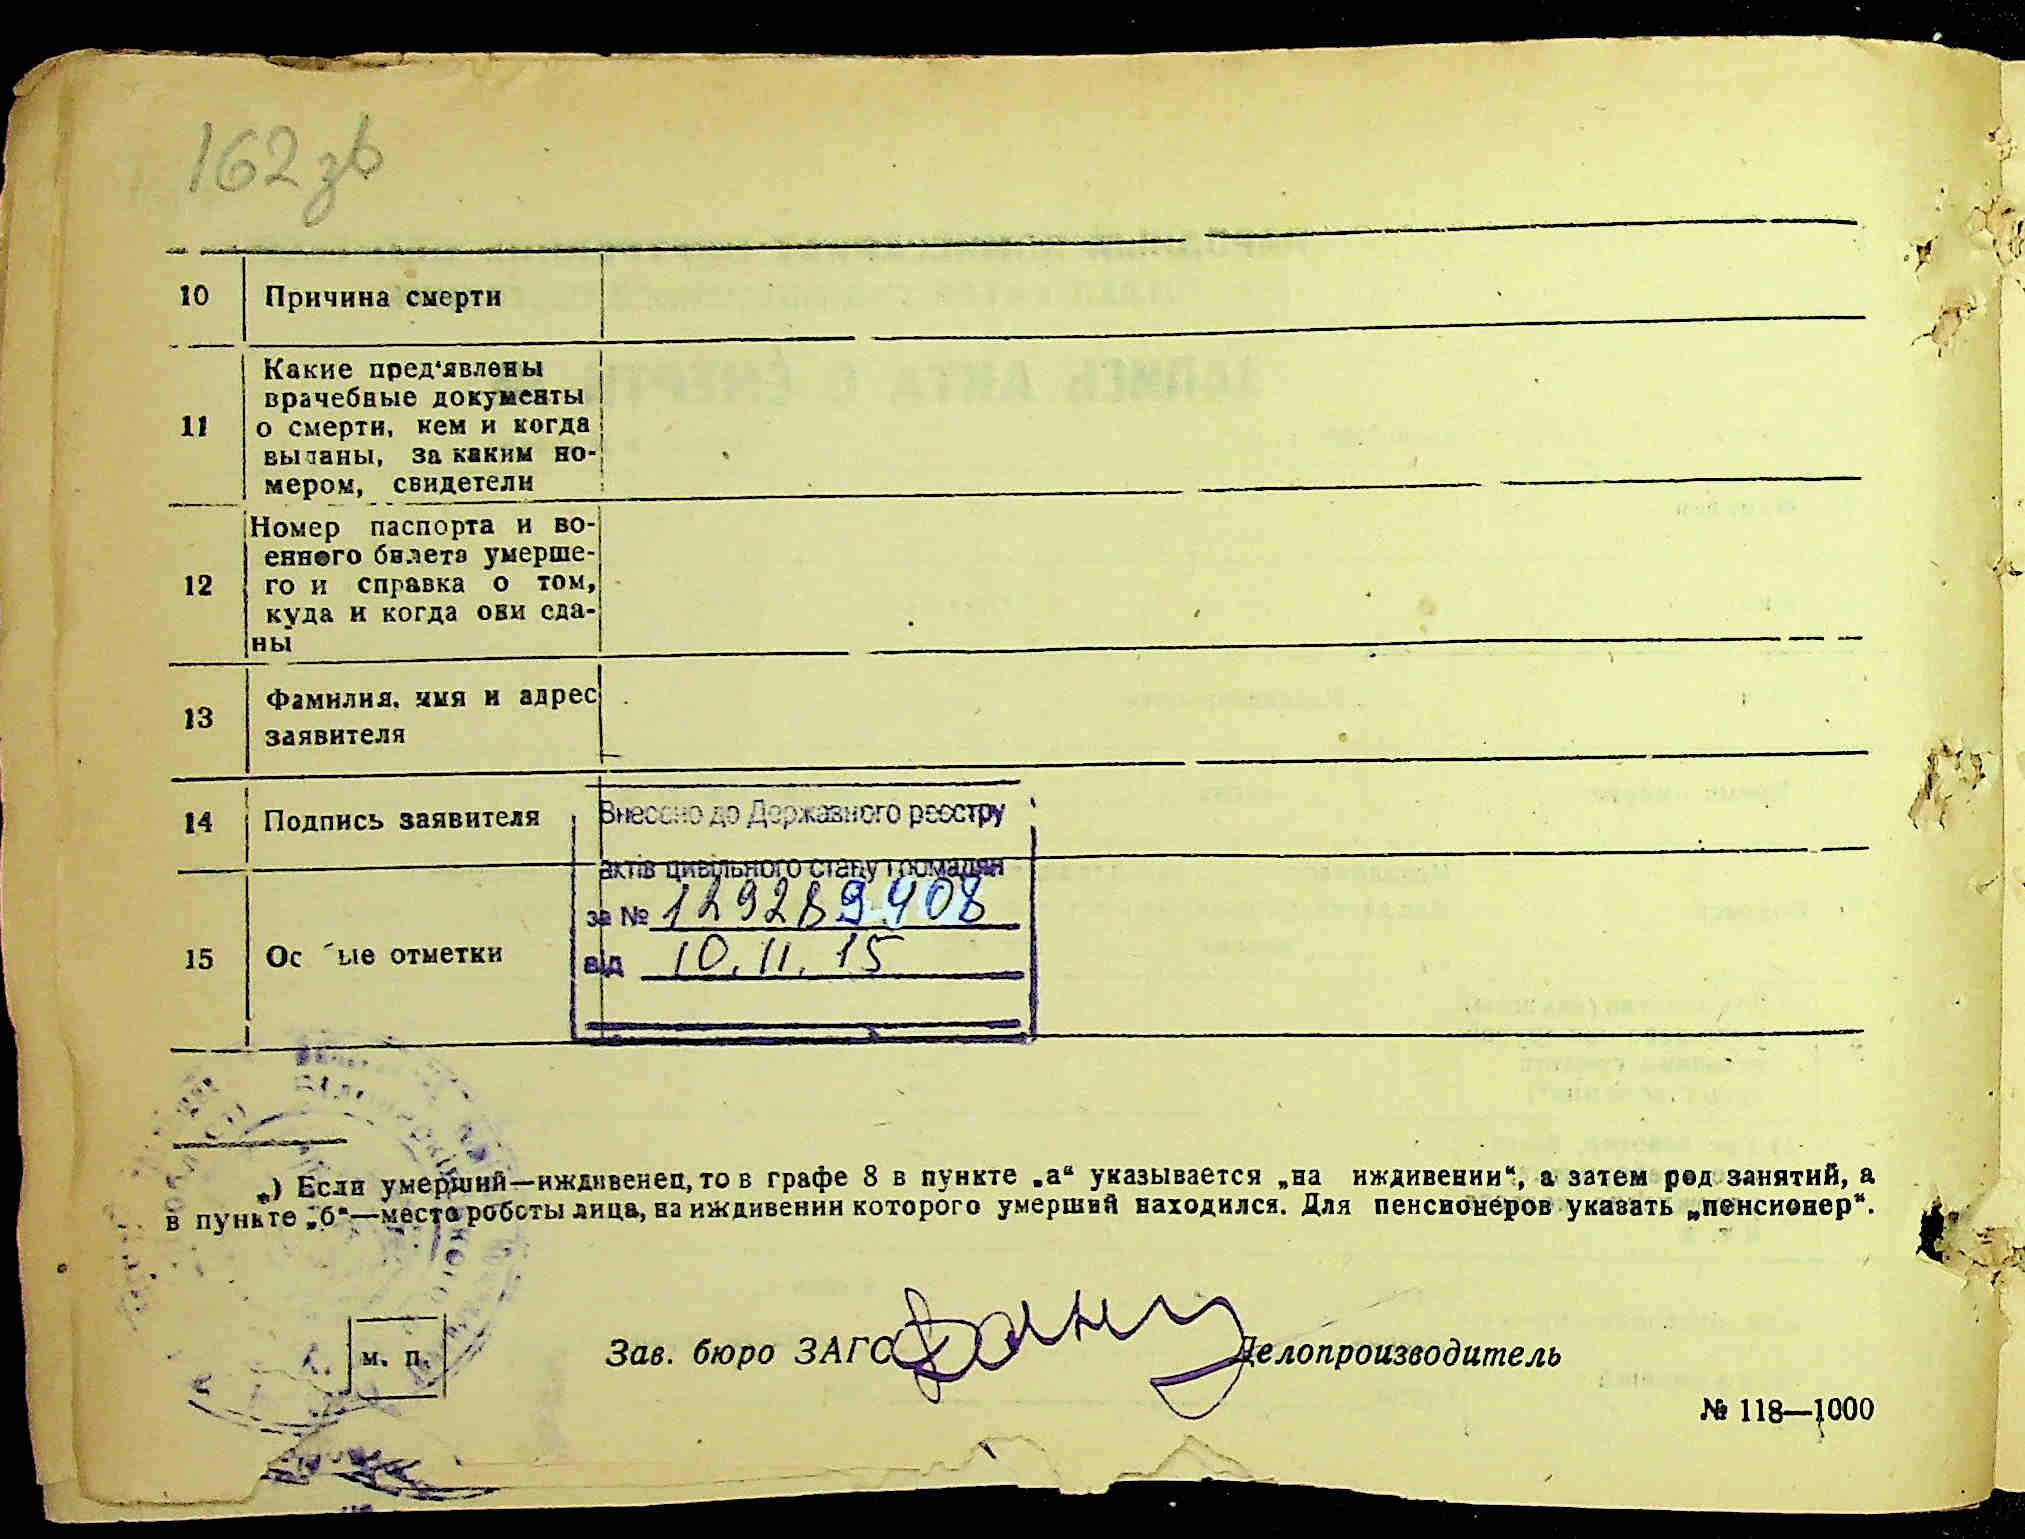 162 зв
10 Причина смерти
11 Какие пред'явлены
врачебные документы
о смерти, кем и когда
выданы, за каким но-
мером, свидетели
12 Номер паспорта и во-
енного билета умерше-
го и справка о том,
куда и когда они сда-
ны
13 Фамилия, имя и адрес
заявителя
14 Подпись заявителя
Внесено до Державного реєстру
актів цивільного стану громадян
за №
від 10.11.15
15 Ос ые отметки
*) Если умерший—иждивенец, то в графе 8 в пункте „а“ указывается „на иждивении“, а затем род занятий, а
в пункте „б“—место роботы лица, на иждивении которого умерший находился. Для пенсионеров указать „пенсионер“.
м. п.
Зав. бюро ЗАГС
Делопроизводитель
№ 118—1000